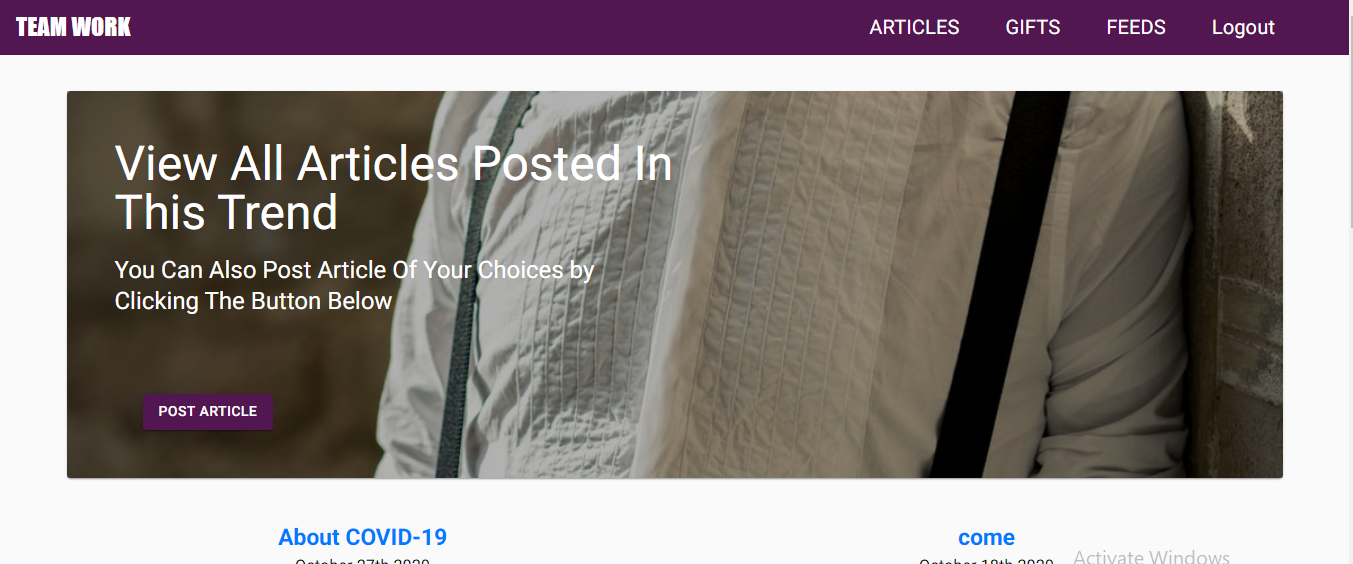 TEAM WORK
ARTICLES GIFTS FEEDS Logout
View All Articles Posted In
This Trend
You Can Also Post Article Of Your Choices by
Clicking The Button Below
POST ARTICLE
About COVID-19 come
October 27th 2020 October 18th 2020
Activate Windows